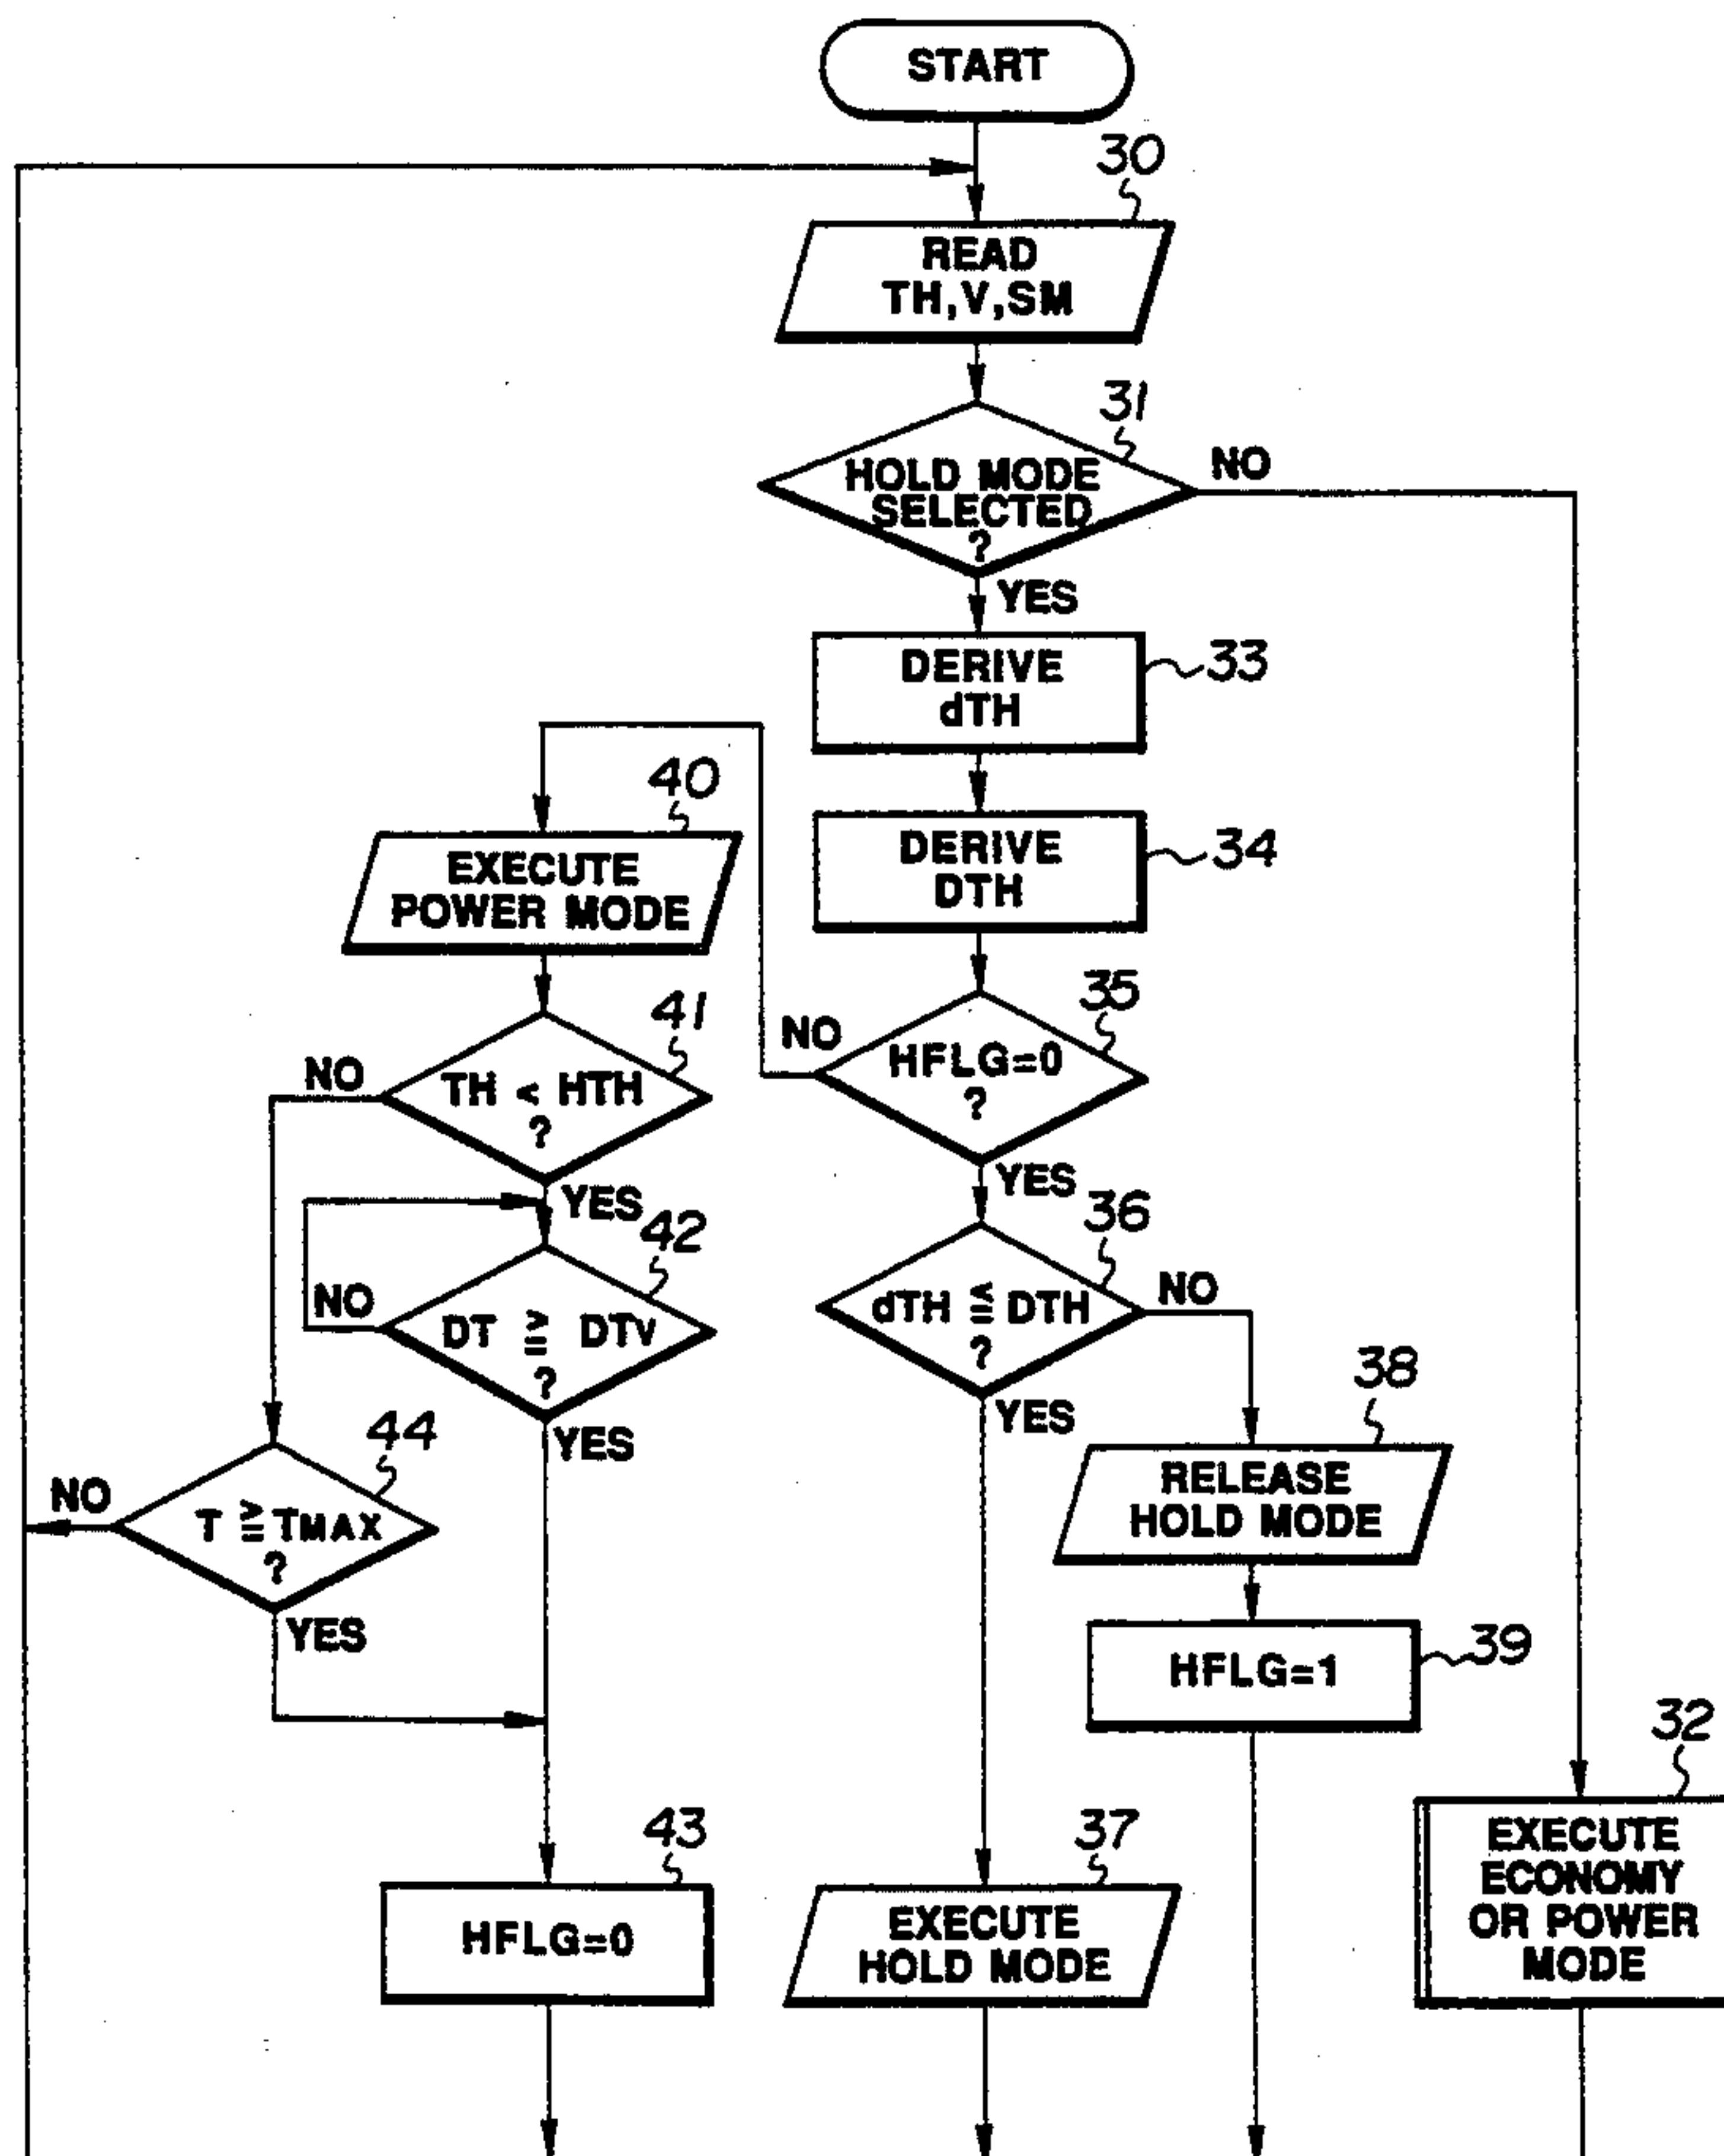 START
30
READ
TH,V,SM
31
HOLD MODE
SELECTED
?
NO
YES
DERIVE
dTH
33
DERIVE
DTH
34
40
EXECUTE
POWER MODE
35
HFLG=0
?
NO
YES
41
TH < HTH
?
NO
YES
36
dTH ≦ DTH
?
NO
YES
42
DT ≧ DTV
?
NO
YES
38
RELEASE
HOLD MODE
44
T ≧ TMAX
?
NO
YES
HFLG=1
39
32
EXECUTE
ECONOMY
OR POWER
MODE
43
HFLG=0
37
EXECUTE
HOLD MODE